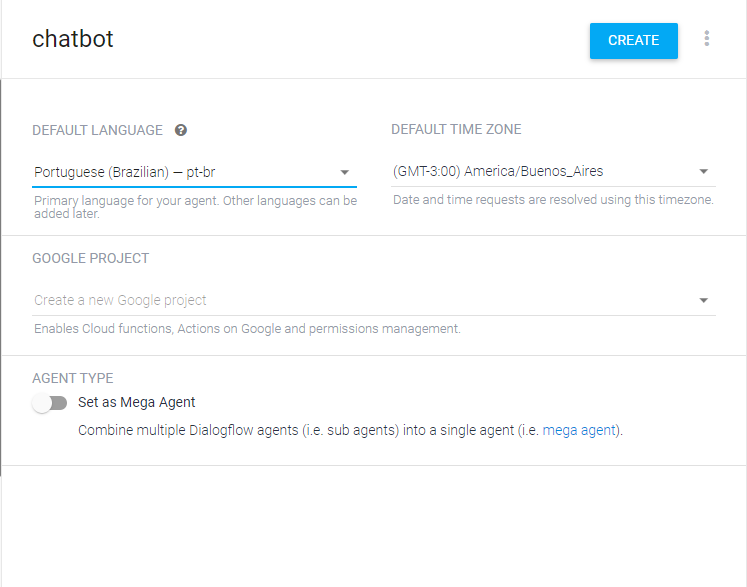 chatbot
CREATE
DEFAULT LANGUAGE ?
DEFAULT TIME ZONE
Portuguese (Brazilian) — pt-br
(GMT-3:00) America/Buenos_Aires
Primary language for your agent. Other languages can be
added later.
Date and time requests are resolved using this timezone.
GOOGLE PROJECT
Create a new Google project
Enables Cloud functions, Actions on Google and permissions management.
AGENT TYPE
Set as Mega Agent
Combine multiple Dialogflow agents (i.e. sub agents) into a single agent (i.e. mega agent).